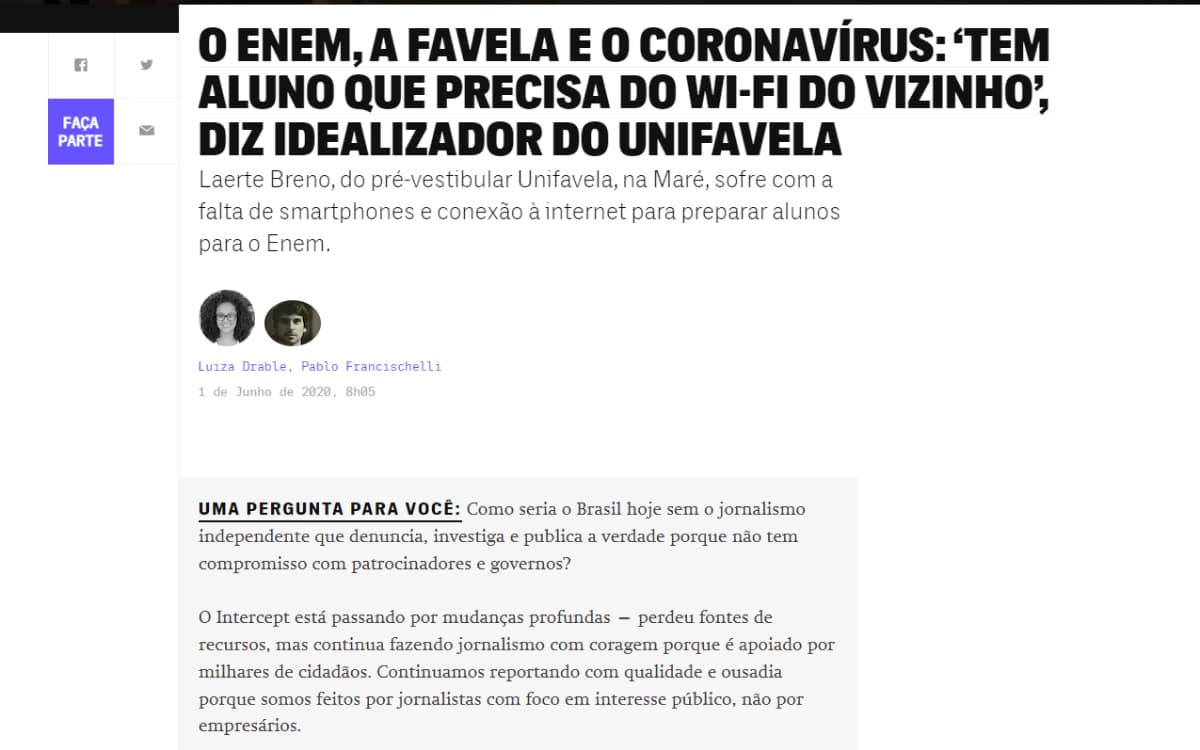 O ENEM, A FAVELA E O CORONAVÍRUS: ‘TEM
ALUNO QUE PRECISA DO WI-FI DO VIZINHO’,
DIZ IDEALIZADOR DO UNIFAVELA
FAÇA
PARTE
Laerte Breno, do pré-vestibular Unifavela, na Maré, sofre com a
falta de smartphones e conexão à internet para preparar alunos
para o Enem.
Luiza Drable, Pablo Francischelli
1 de Junho de 2020, 8h05
UMA PERGUNTA PARA VOCÊ: Como seria o Brasil hoje sem o jornalismo
independente que denuncia, investiga e publica a verdade porque não tem
compromisso com patrocinadores e governos?
O Intercept está passando por mudanças profundas — perdeu fontes de
recursos, mas continua fazendo jornalismo com coragem porque é apoiado por
milhares de cidadãos. Continuamos reportando com qualidade e ousadia
porque somos feitos por jornalistas com foco em interesse público, não por
empresários.